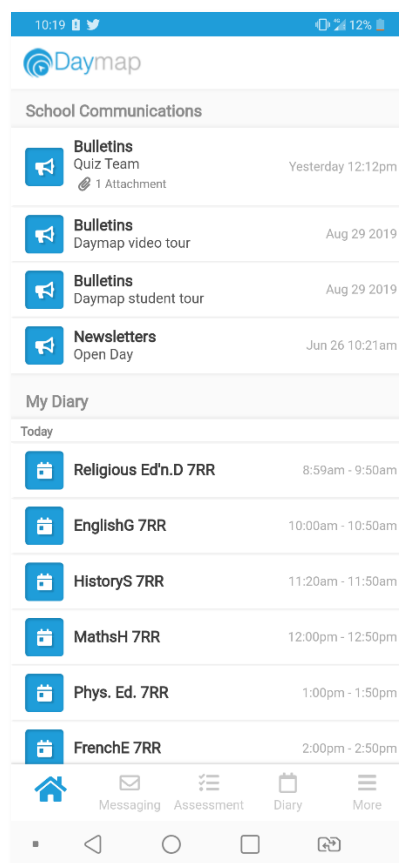 10:19
12%
Daymap
School Communications
Bulletins
Quiz Team
Yesterday 12:12pm
1 Attachment
Bulletins
Daymap video tour
Aug 29 2019
Bulletins
Daymap student tour
Aug 29 2019
Newsletters
Open Day
Jun 26 10:21am
My Diary
Today
Religious Ed'n.D 7RR
8:59am - 9:50am
EnglishG 7RR
10:00am - 10:50am
HistoryS 7RR
11:20am - 11:50am
MathsH 7RR
12:00pm - 12:50pm
Phys. Ed. 7RR
1:00pm - 1:50pm
FrenchE 7RR
2:00pm - 2:50pm
Messaging
Assessment
Diary
More